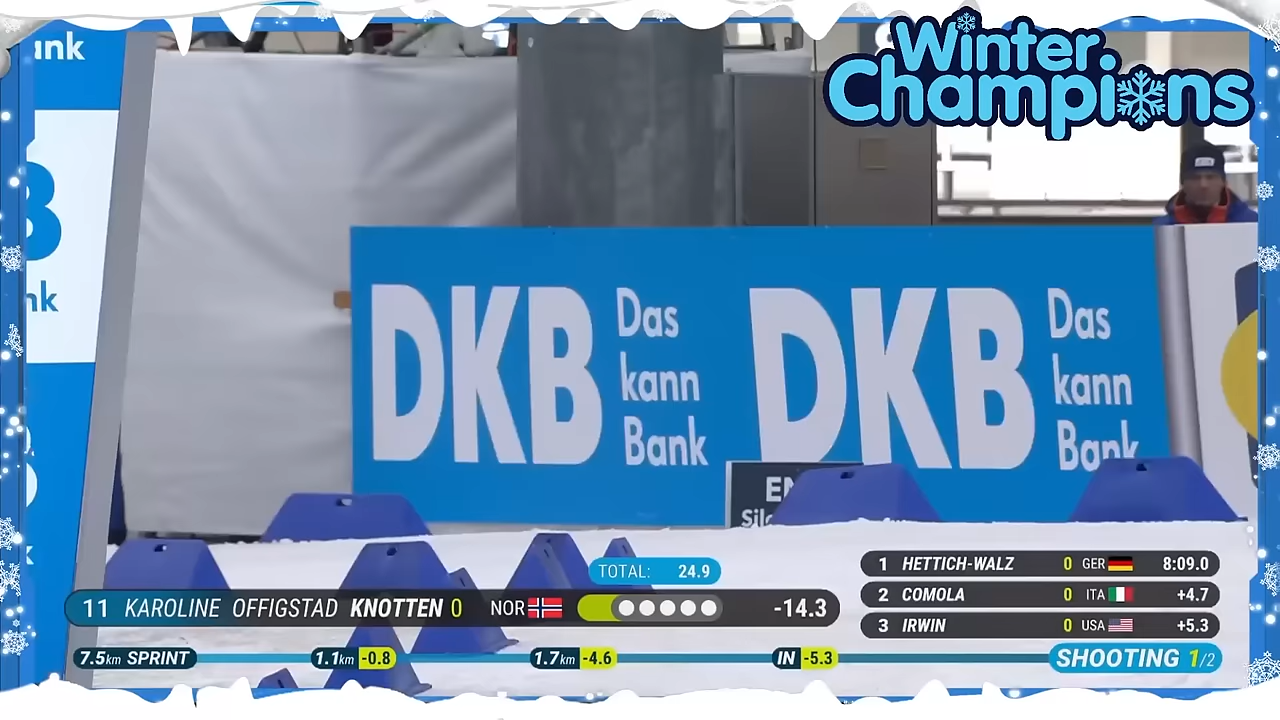 ank
Winter
Champions
nk
DKB Das kann Bank
DKB Das kann Bank
TOTAL: 24.9
11 KAROLINE OFFIGSTAD KNOTTEN 0 NOR -14.3
1 HETTICH-WALZ 0 GER 8:09.0
2 COMOLA 0 ITA +4.7
3 IRWIN 0 USA +5.3
7.5km SPRINT 1.1km -0.8 1.7km -4.6 IN -5.3 SHOOTING 1/2